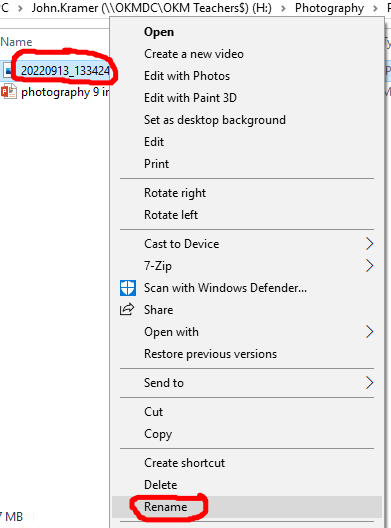 PC > John.Kramer (\\OKMDC\OKM Teachers$) (H:) > Photography >
Name
20220913_133424
photography 9 in
Open
Create a new video
Edit with Photos
Edit with Paint 3D
Set as desktop background
Edit
Print
Rotate right
Rotate left
Cast to Device
7-Zip
Scan with Windows Defender...
Share
Open with
Restore previous versions
Send to
Cut
Copy
Create shortcut
Delete
Rename
MB